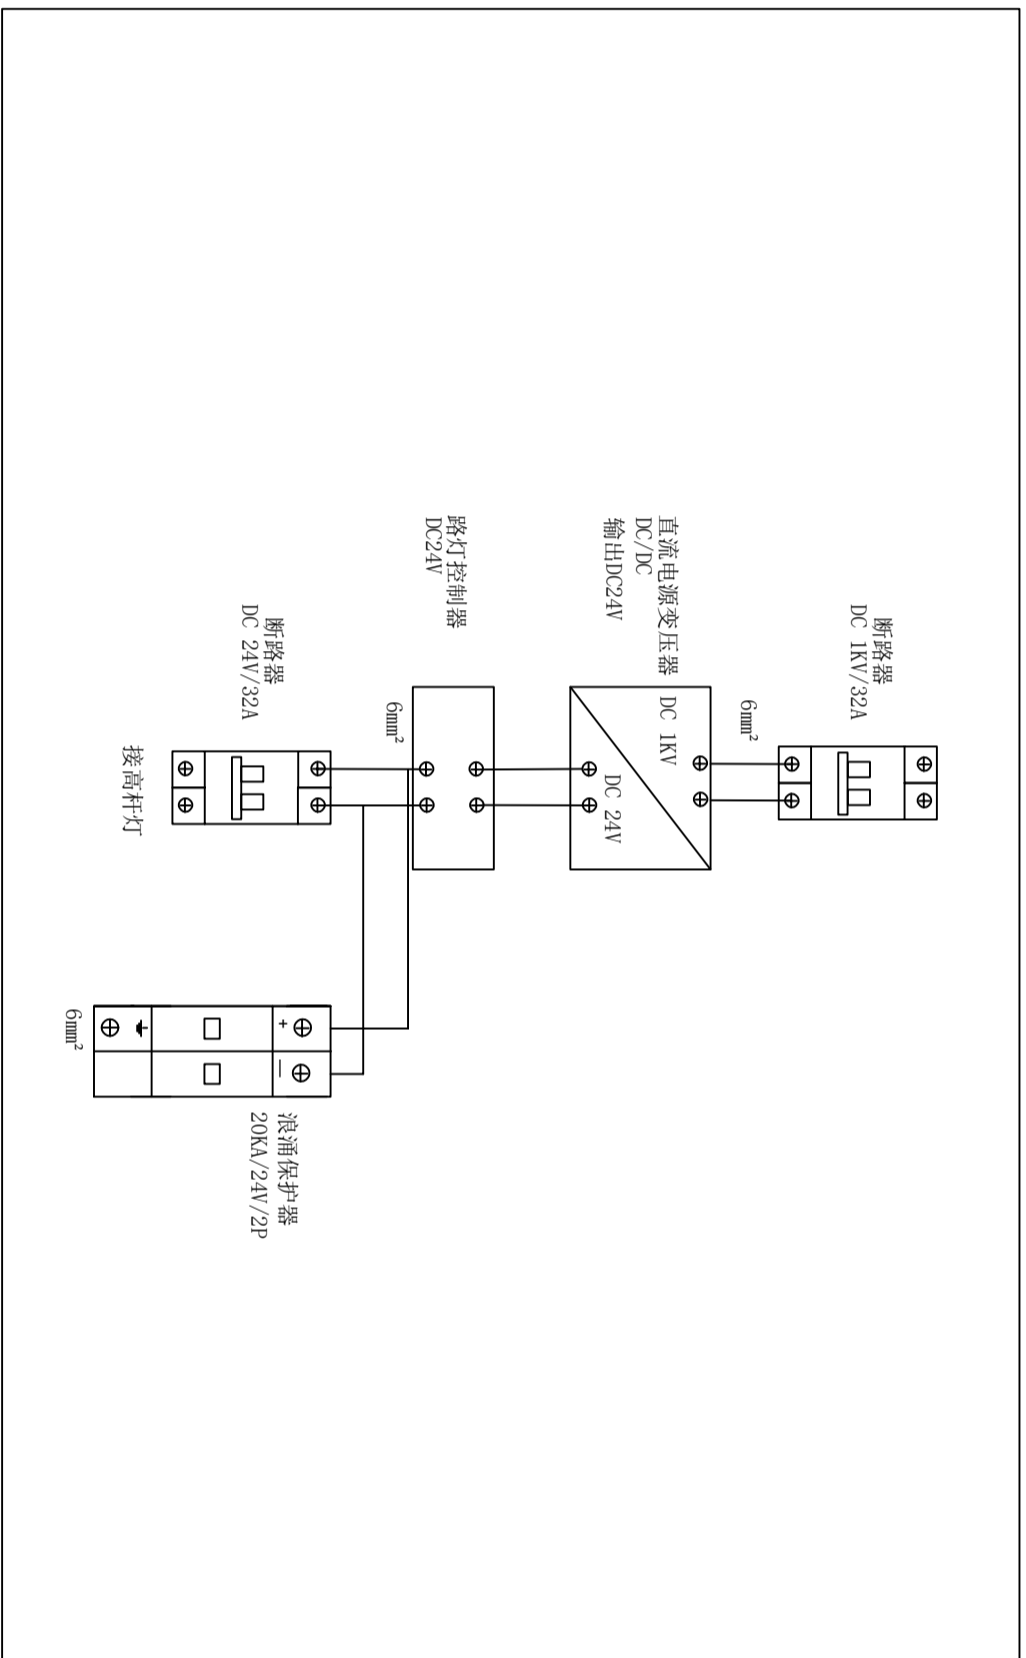 断路器
DC 1KV/32A
6mm²
直流电源变压器
DC/DC
输出DC24V
DC 1KV
DC 24V
路灯控制器
DC24V
6mm²
断路器
DC 24V/32A
接高杆灯
+
—
浪涌保护器
20KA/24V/2P
6mm²